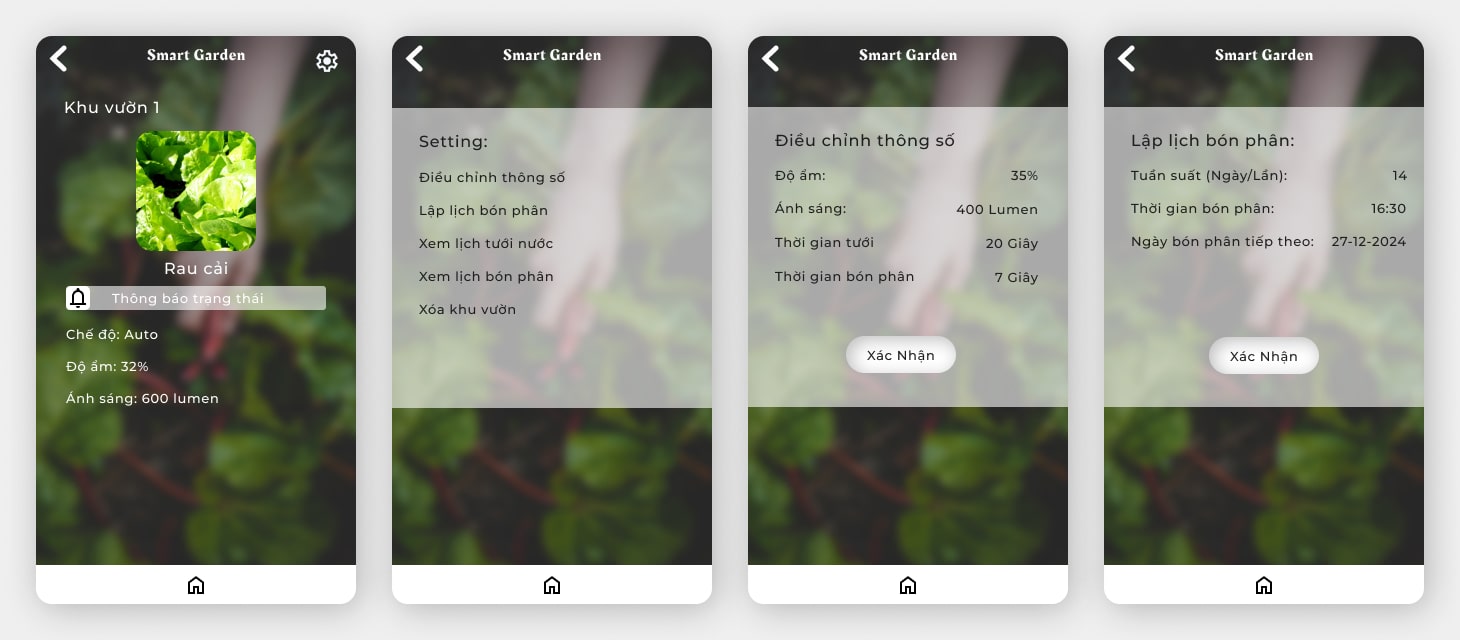 Smart Garden
Khu vườn 1
Rau cải
Thông báo trạng thái
Chế độ: Auto
Độ ẩm: 32%
Ánh sáng: 600 lumen
Smart Garden
Setting:
Điều chỉnh thông số
Lập lịch bón phân
Xem lịch tưới nước
Xem lịch bón phân
Xóa khu vườn
Smart Garden
Điều chỉnh thông số
Độ ẩm: 35%
Ánh sáng: 400 Lumen
Thời gian tưới 20 Giây
Thời gian bón phân 7 Giây
Xác Nhận
Smart Garden
Lập lịch bón phân:
Tuần suất (Ngày/Lần): 14
Thời gian bón phân: 16:30
Ngày bón phân tiếp theo: 27-12-2024
Xác Nhận